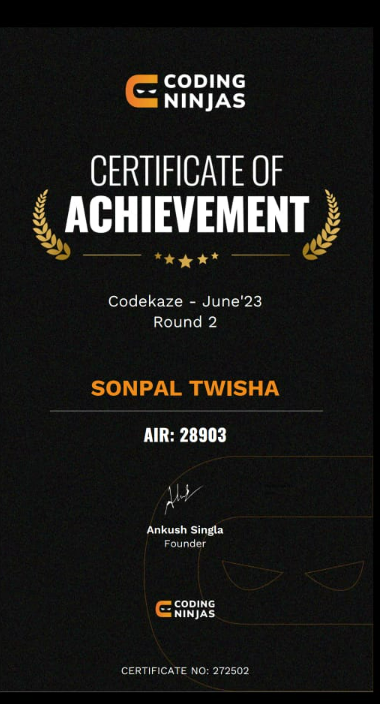 CODING
NINJAS
CERTIFICATE OF
ACHIEVEMENT
Codekaze - June'23
Round 2
SONPAL TWISHA
AIR: 28903
Ankush Singla
Founder
CODING
NINJAS
CERTIFICATE NO: 272502